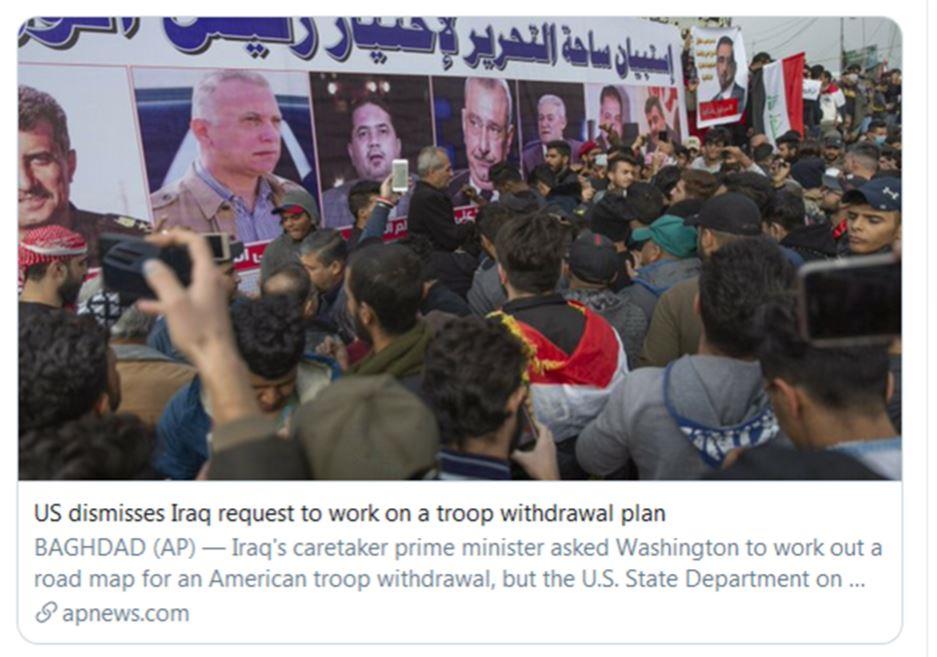 إستبيان ساحة التحرير لإختيار رئيس الوزر
US dismisses Iraq request to work on a troop withdrawal plan
BAGHDAD (AP) — Iraq's caretaker prime minister asked Washington to work out a
road map for an American troop withdrawal, but the U.S. State Department on ...
apnews.com